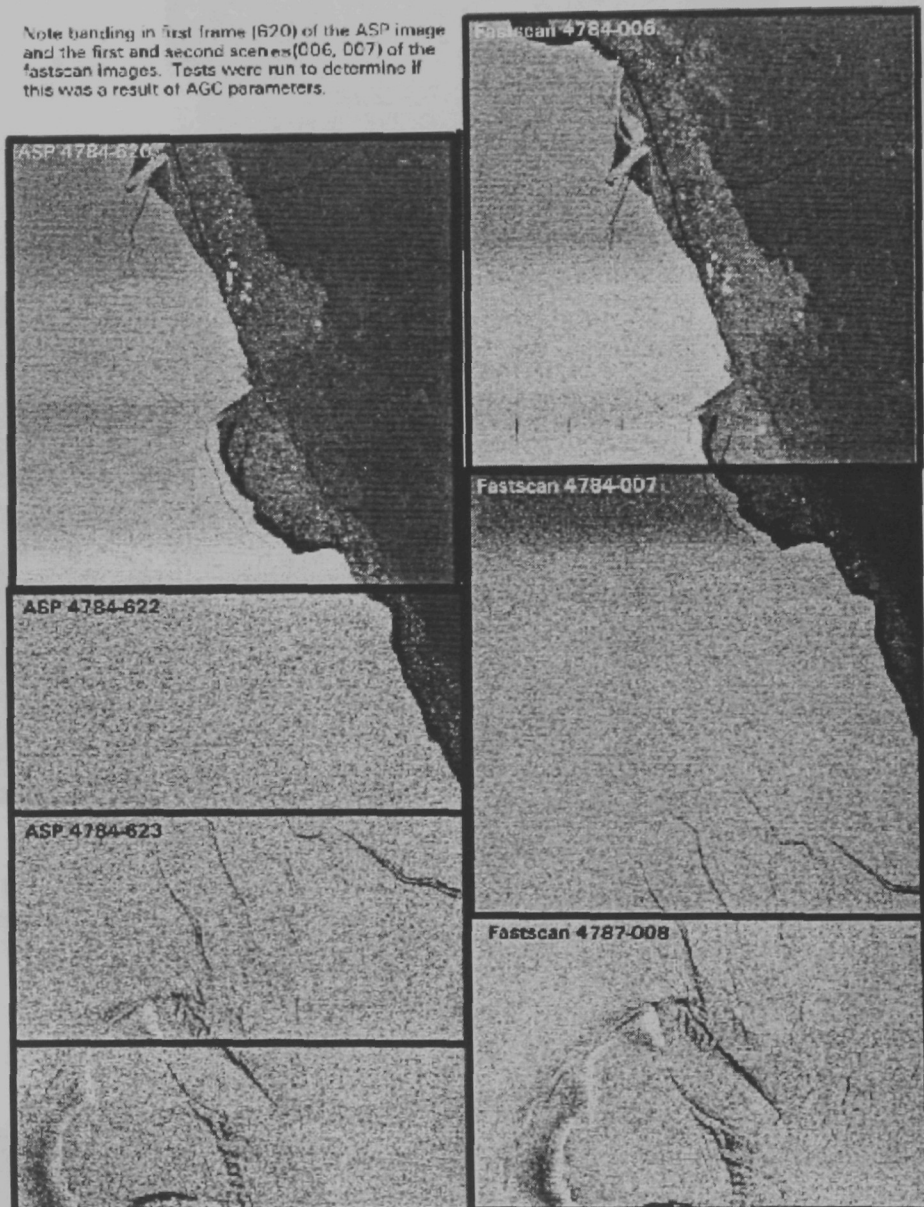 Note banding in first frame (620) of the ASP image
and the first and second scenes(006, 007) of the
fastscan images. Tests were run to determine if
this was a result of AGC parameters.
Fastscan 4784-006
ASP 4784-620
Fastscan 4784-007
ASP 4784-622
ASP 4784-623
Fastscan 4787-008